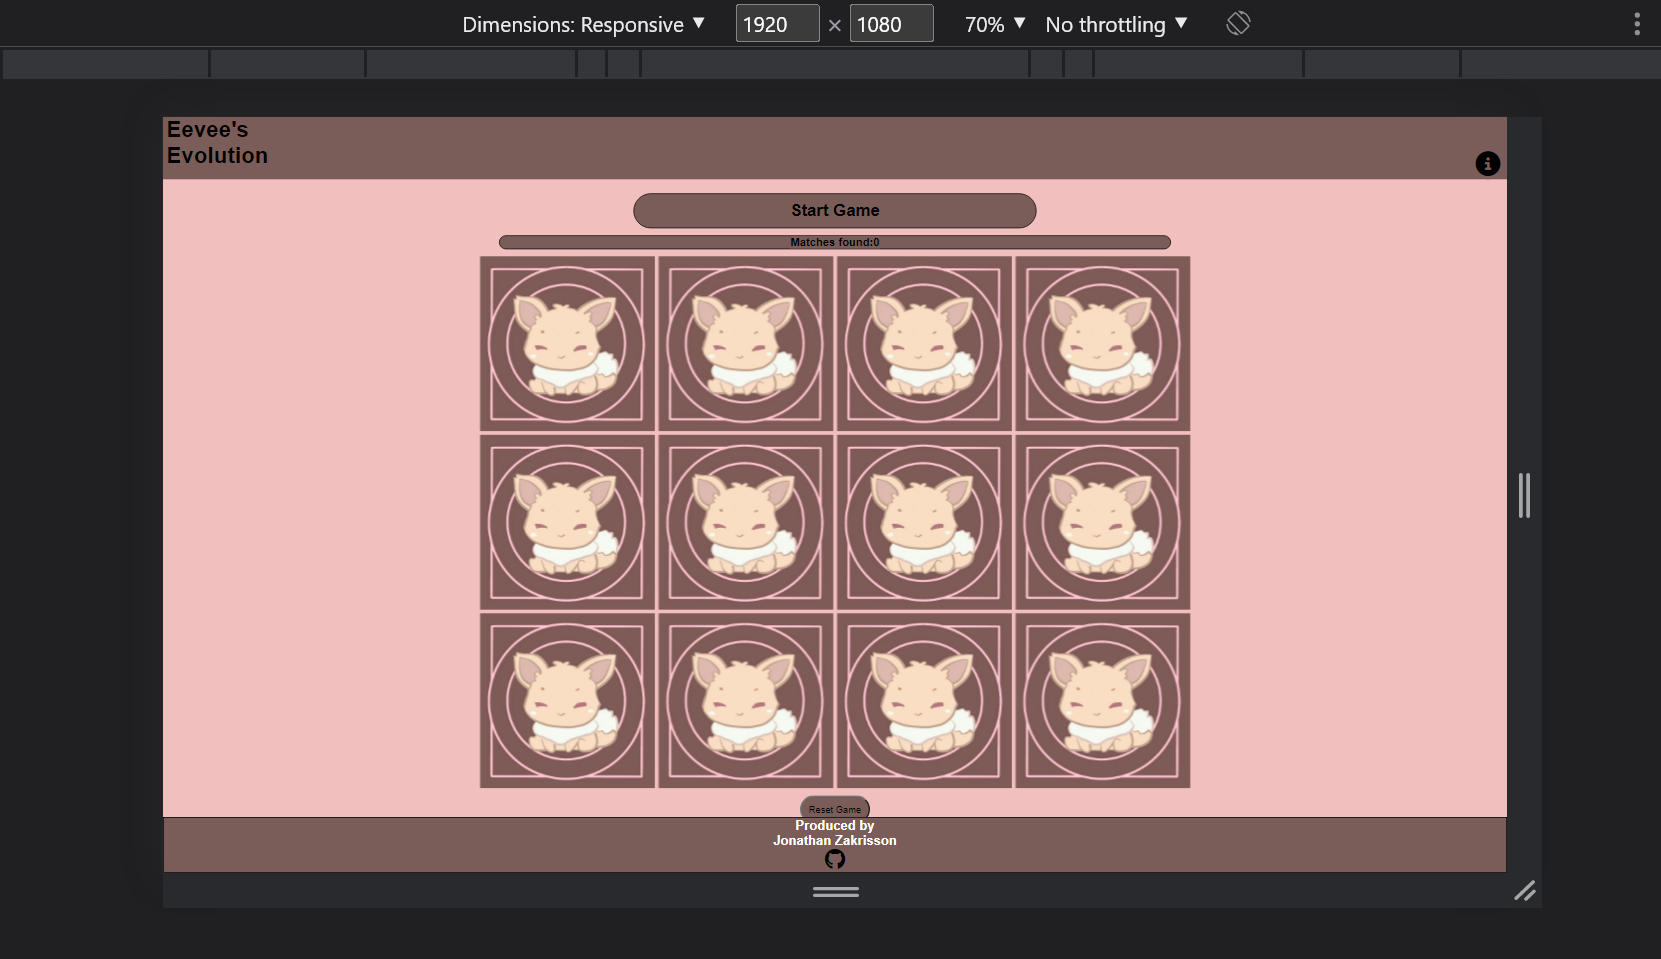 Dimensions: Responsive ▼ 1920 × 1080 70% ▼ No throttling ▼
Eevee's
Evolution
Start Game
Matches found:0
Reset Game
Produced by
Jonathan Zakrisson